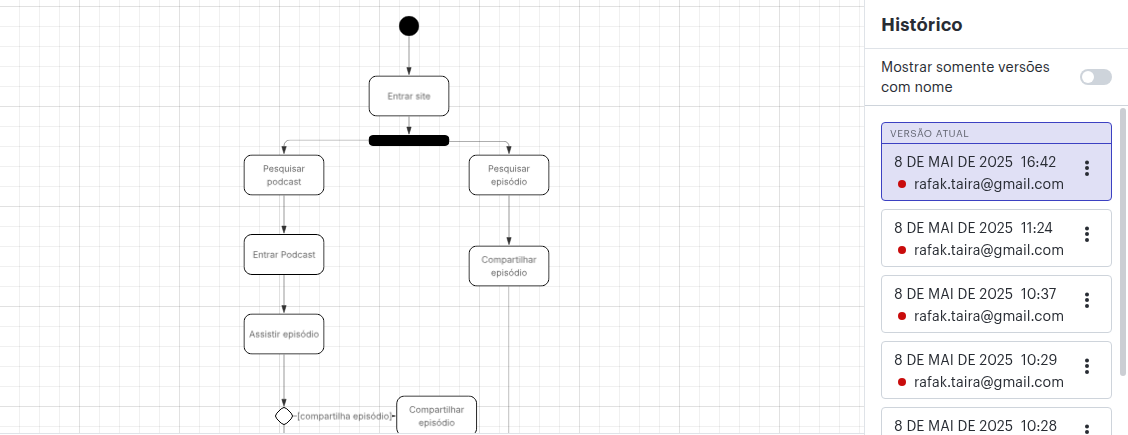 Entrar site
Pesquisar
podcast
Pesquisar
episódio
Entrar Podcast
Compartilhar
episódio
Assistir episódio
[compartilha episódio]
Compartilhar
episódio
Histórico
Mostrar somente versões
com nome
VERSÃO ATUAL
8 DE MAI DE 2025 16:42
rafak.taira@gmail.com
8 DE MAI DE 2025 11:24
rafak.taira@gmail.com
8 DE MAI DE 2025 10:37
rafak.taira@gmail.com
8 DE MAI DE 2025 10:29
rafak.taira@gmail.com
8 DE MAI DE 2025 10:28